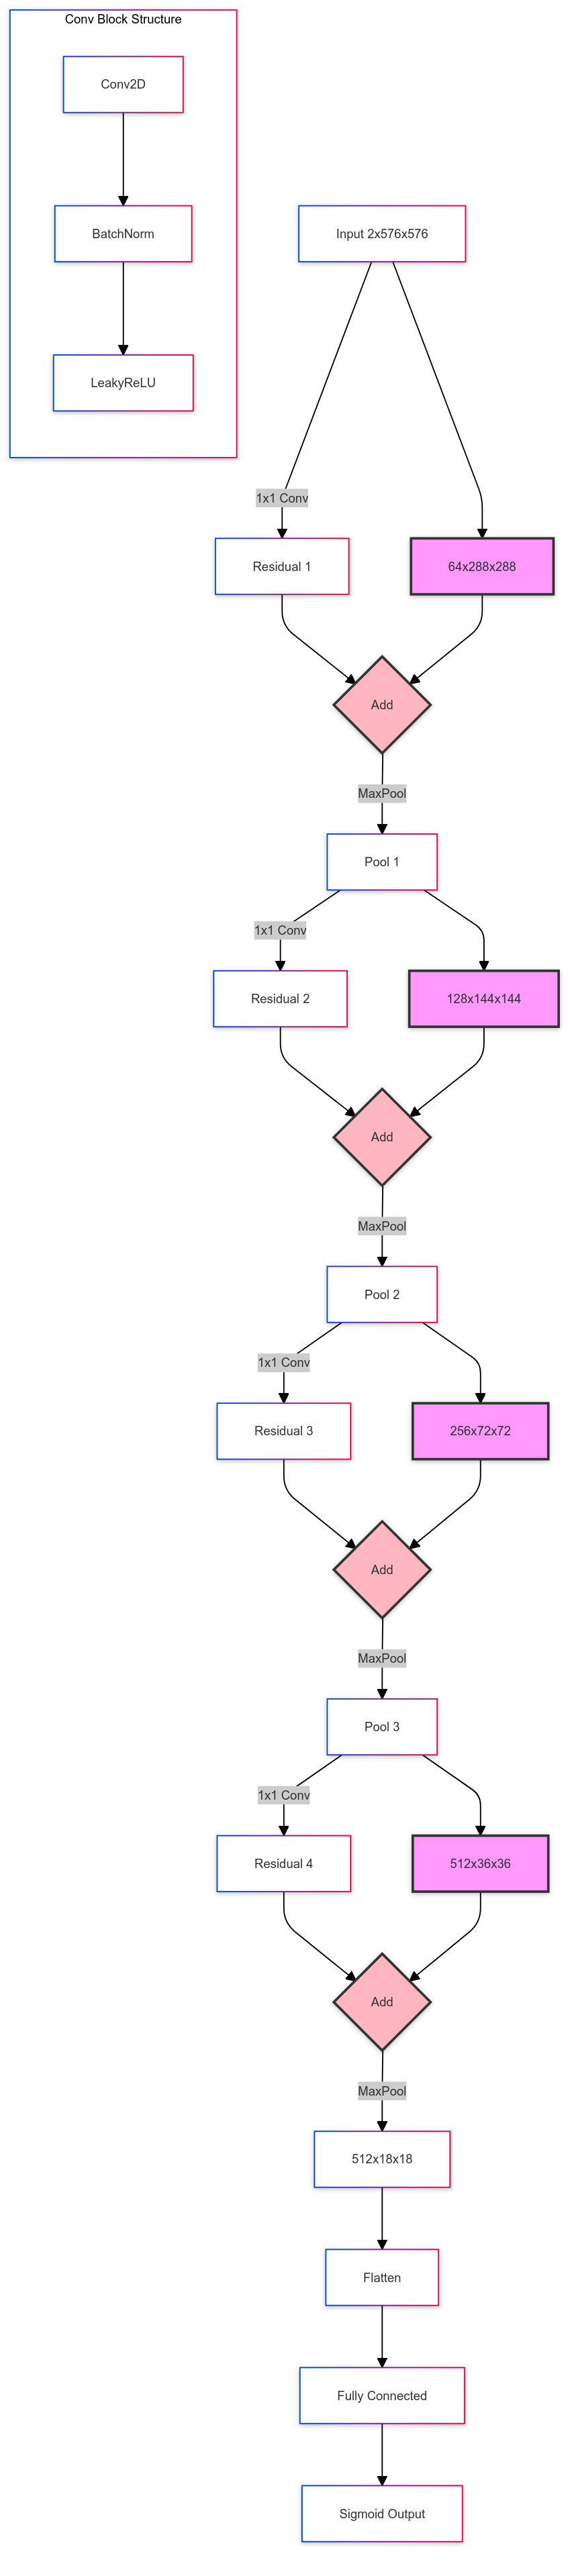 Conv Block Structure
Conv2D
BatchNorm
LeakyReLU
Input 2x576x576
1x1 Conv
Residual 1
64x288x288
Add
MaxPool
Pool 1
1x1 Conv
Residual 2
128x144x144
Add
MaxPool
Pool 2
1x1 Conv
Residual 3
256x72x72
Add
MaxPool
Pool 3
1x1 Conv
Residual 4
512x36x36
Add
MaxPool
512x18x18
Flatten
Fully Connected
Sigmoid Output